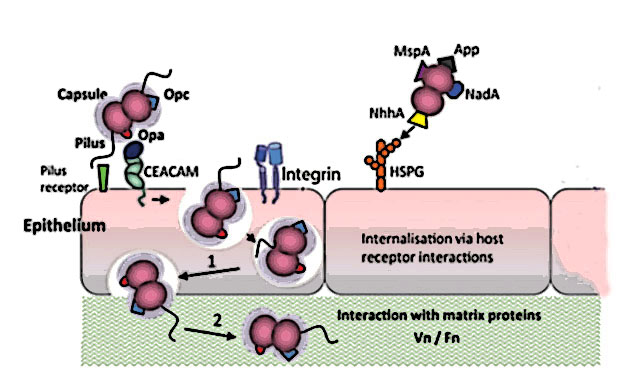 MspA
App
Capsule
Opc
NadA
NhhA
Pilus
Opa
Pilus
receptor
CEACAM
Integrin
HSPG
Epithelium
Internalisation via host
receptor interactions
1
Interaction with matrix proteins
2
Vn / Fn